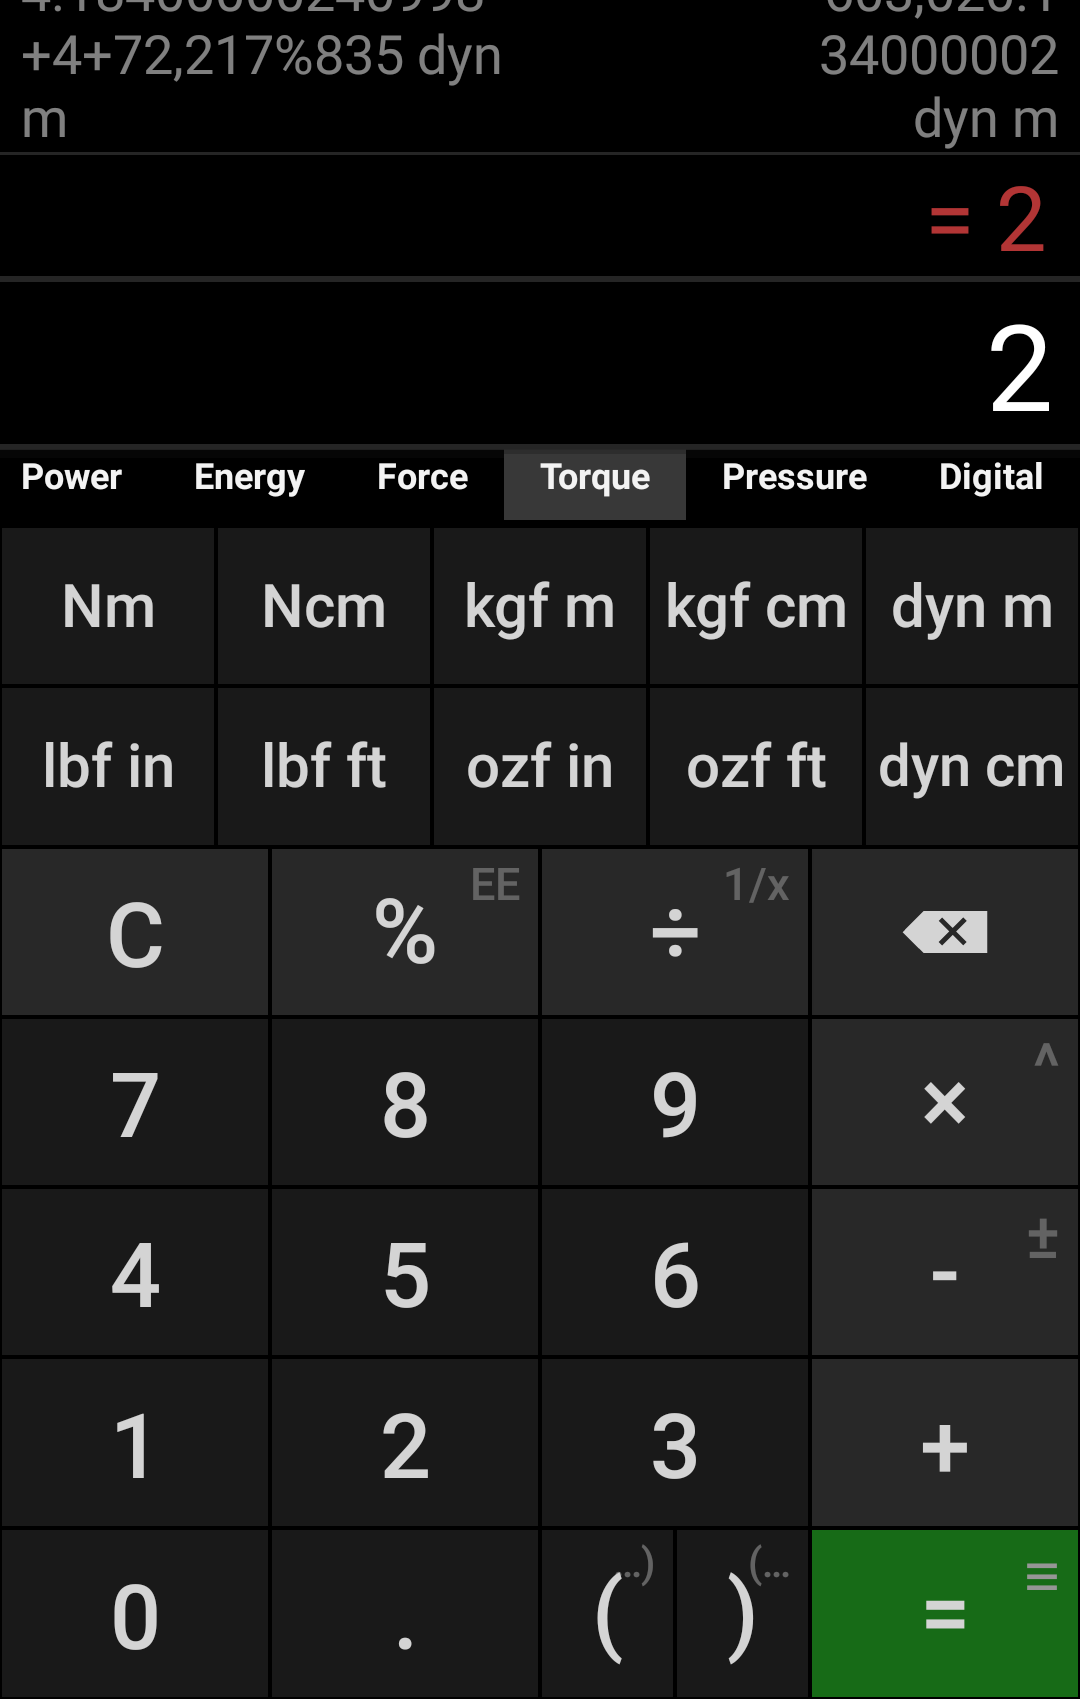 +4+72,217%835 dyn
m
34000002
dyn m
= 2
2
Power Energy Force Torque Pressure Digital
Nm Ncm kgf m kgf cm dyn m
lbf in lbf ft ozf in ozf ft dyn cm
C % EE ÷ 1/x
7 8 9 × ^
4 5 6 - ±
1 2 3 +
0 . ( ..) ) (... = ≡